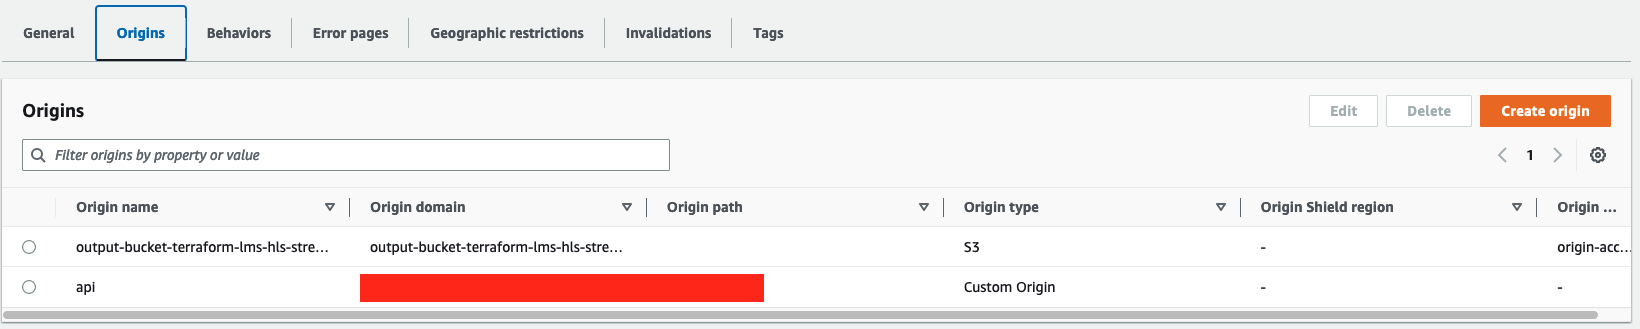 General Origins Behaviors Error pages Geographic restrictions Invalidations Tags
Origins Edit Delete Create origin
Filter origins by property or value 1
Origin name Origin domain Origin path Origin type Origin Shield region Origin ...
output-bucket-terraform-lms-hls-stre... output-bucket-terraform-lms-hls-stre... S3 - origin-acc...
api Custom Origin - -